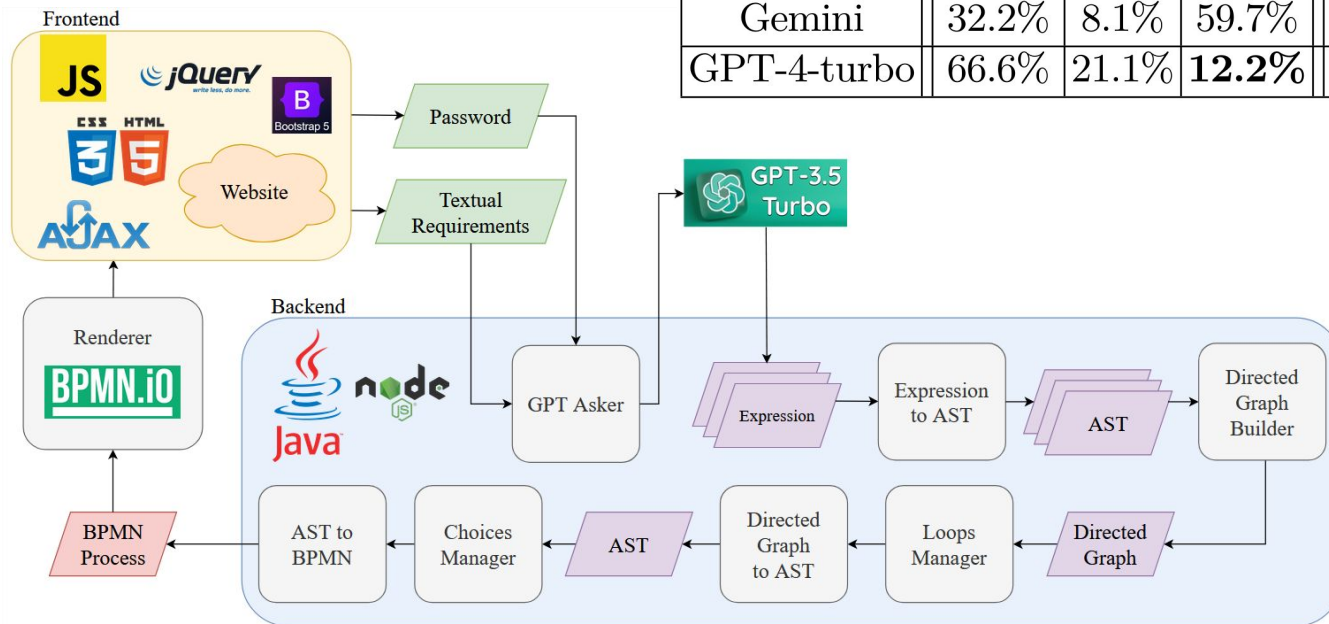 Gemini 32.2% 8.1% 59.7%
GPT-4-turbo 66.6% 21.1% 12.2%
Frontend
JS
jQuery
write less, do more.
B
Bootstrap 5
CSS HTML
3 5
Website
AJAX
Password
Textual
Requirements
GPT-3.5
Turbo
Renderer
BPMN.iO
Backend
Java
node
JS
GPT Asker
Expression
Expression
to AST
AST
Directed
Graph
Builder
BPMN
Process
AST to
BPMN
Choices
Manager
AST
Directed
Graph
to AST
Loops
Manager
Directed
Graph